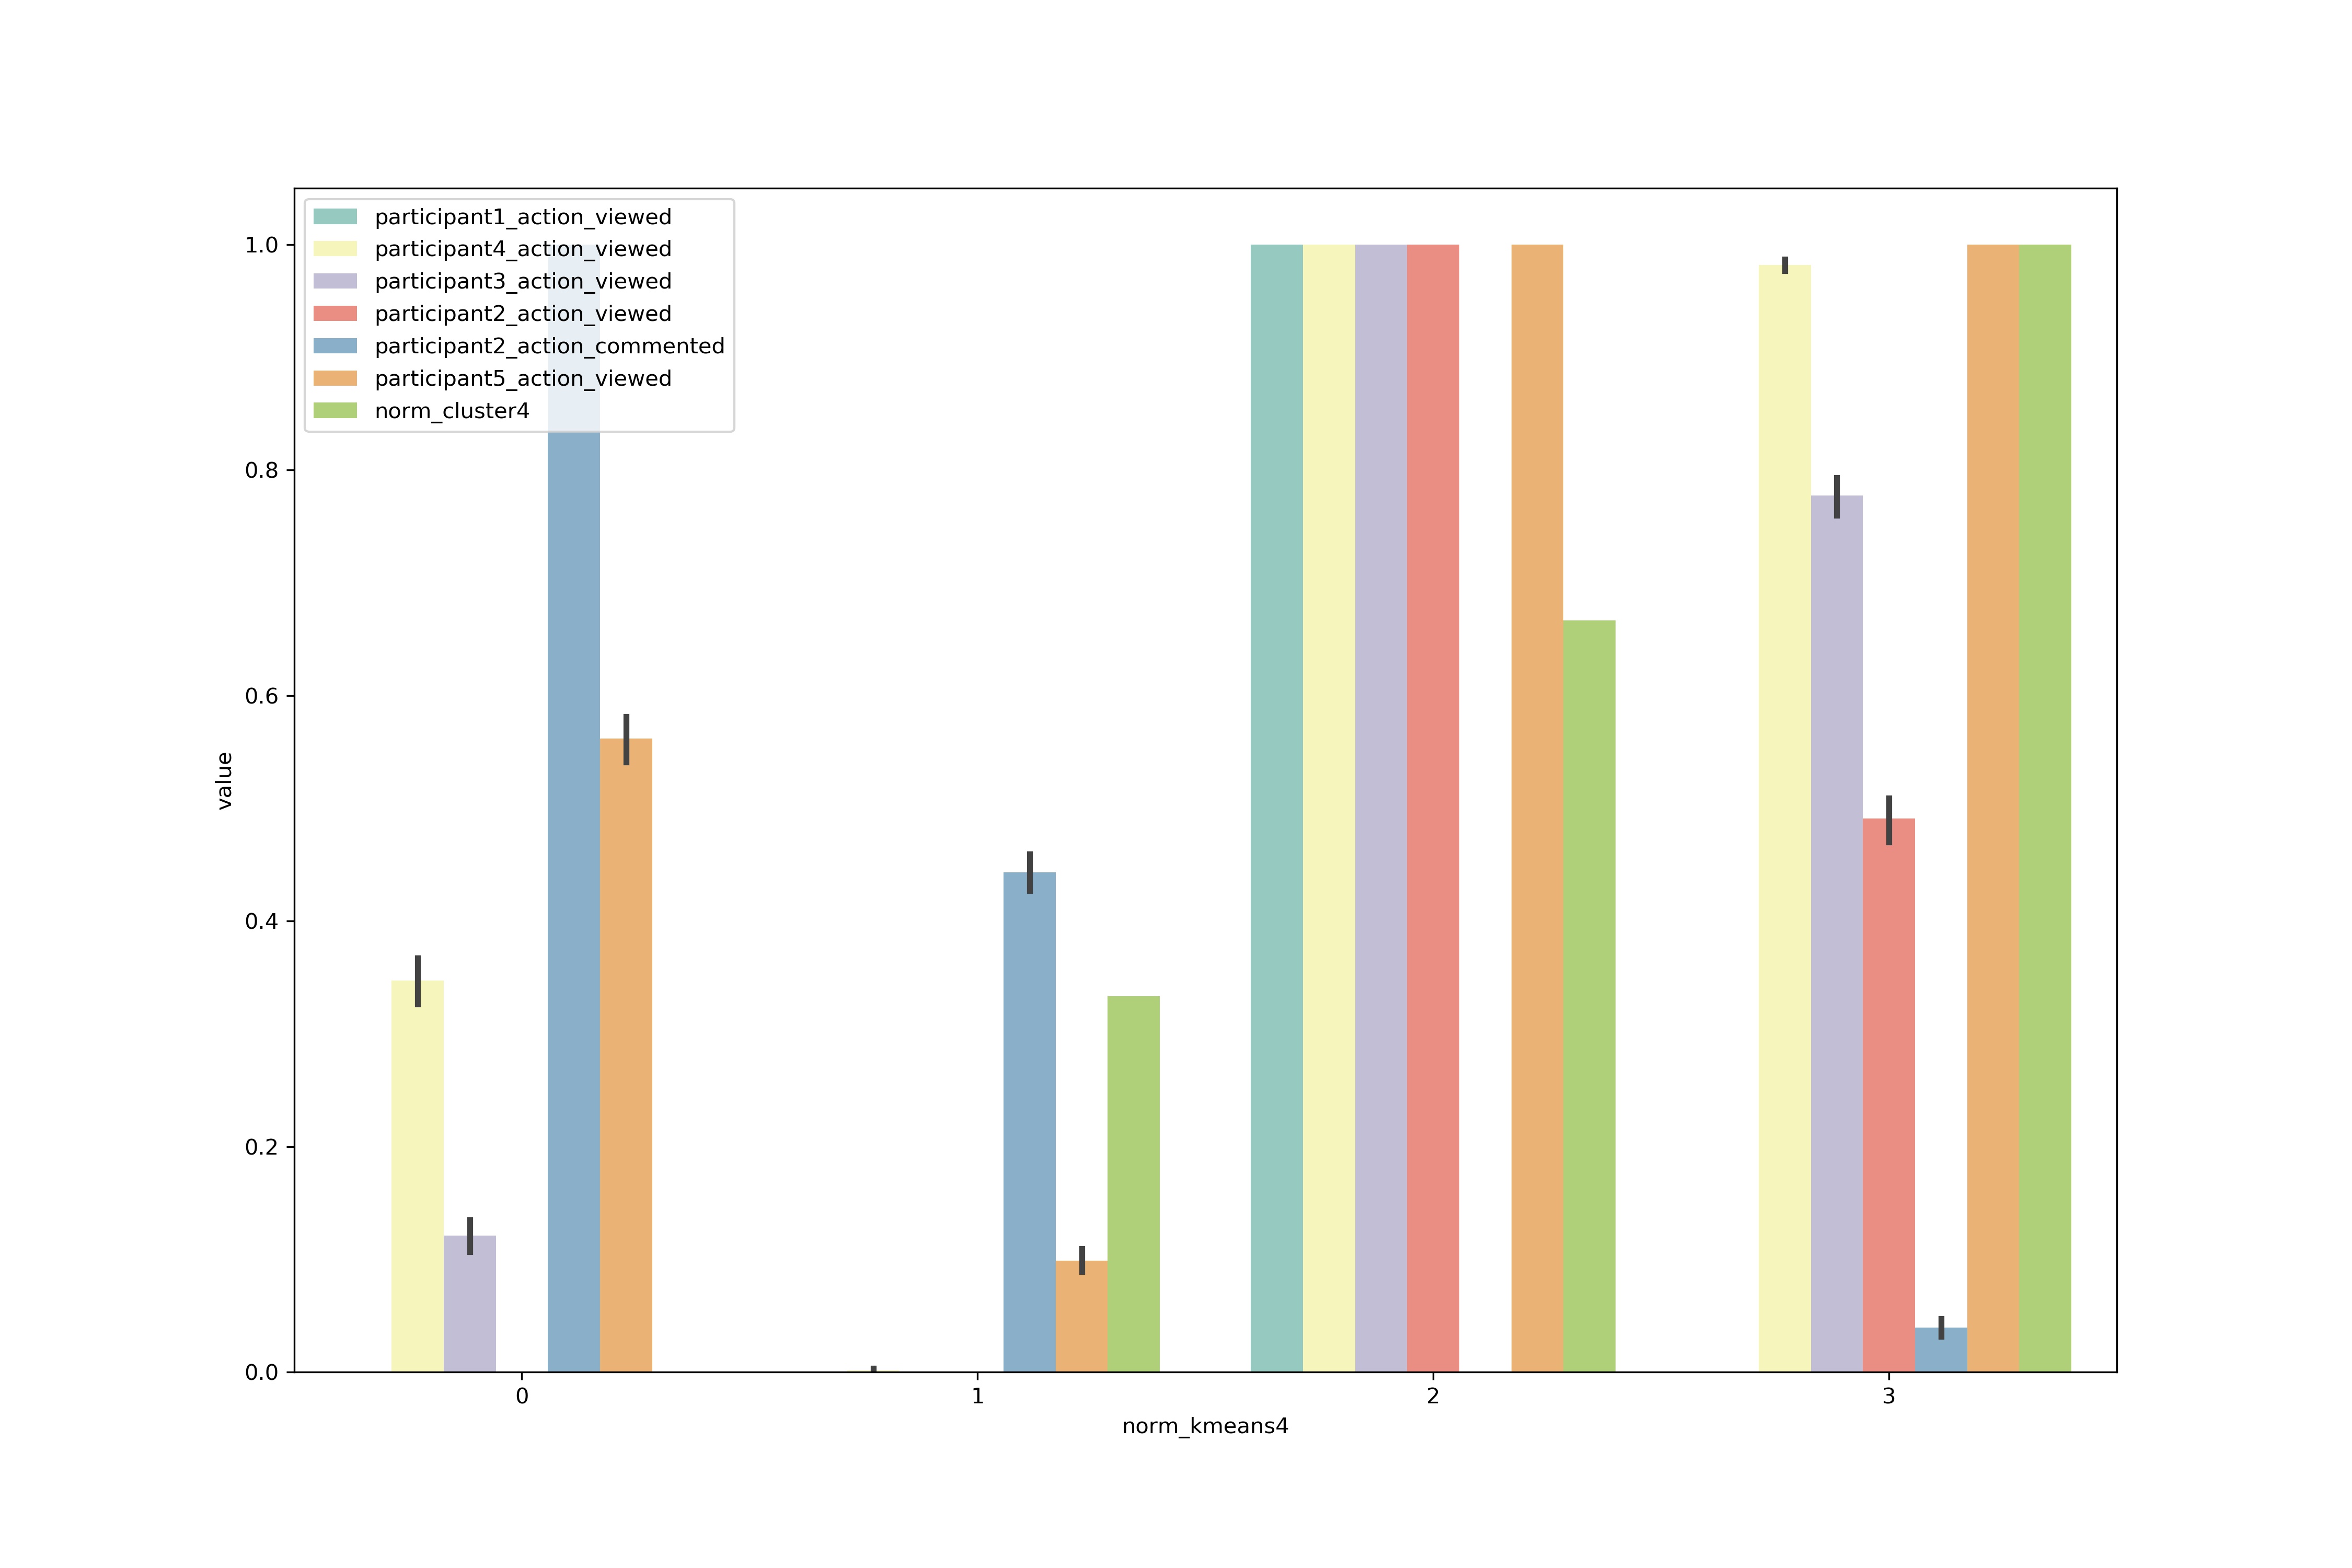 participant1_action_viewed
participant4_action_viewed
participant3_action_viewed
participant2_action_viewed
participant2_action_commented
participant5_action_viewed
norm_cluster4
1.0
0.8
0.6
0.4
0.2
0.0
value
0 1 2 3
norm_kmeans4